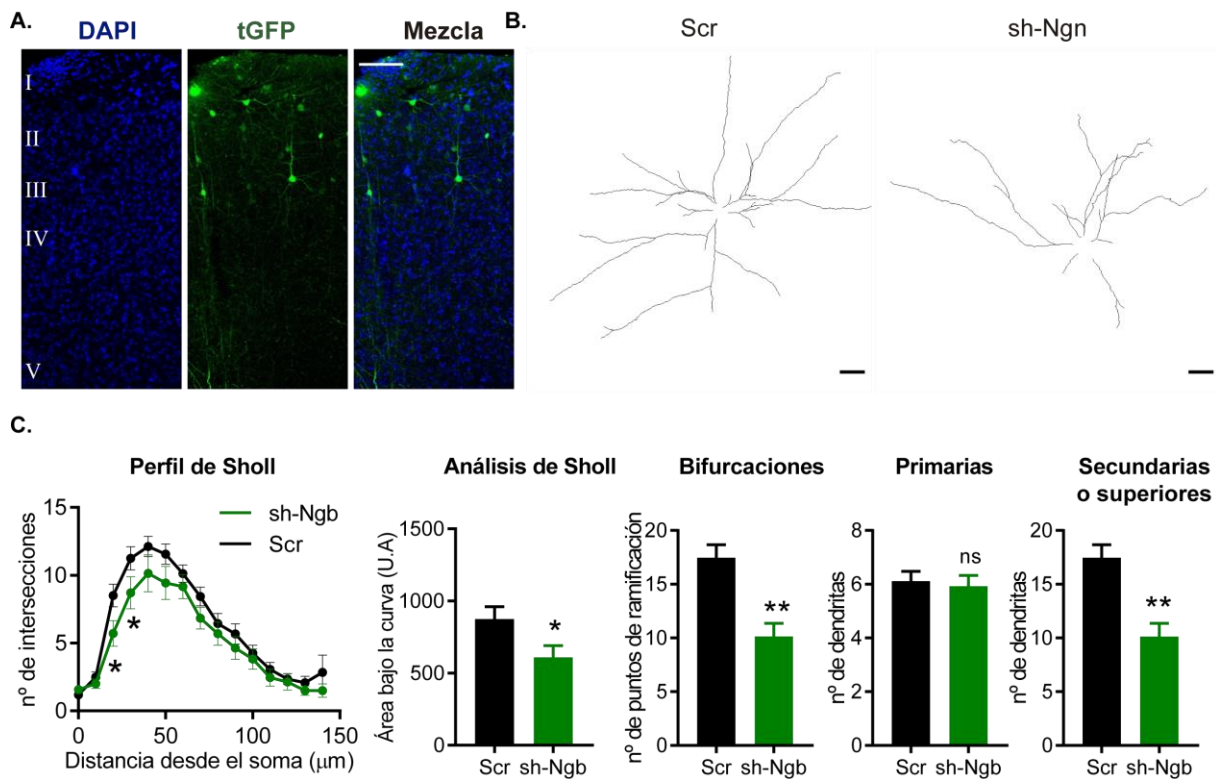 A.
DAPI
tGFP
Mezcla
I
II
III
IV
V
B.
Scr
sh-Ngn
C.
Perfil de Sholl
nº de intersecciones
15
10
5
0
0
50
100
150
Distancia desde el soma (μm)
sh-Ngb
Scr
*
*
Análisis de Sholl
Área bajo la curva (U.A)
1500
1000
500
0
*
Scr
sh-Ngb
Bifurcaciones
nº de puntos de ramificación
20
15
10
5
0
**
Scr
sh-Ngb
Primarias
nº de dendritas
8
6
4
2
0
ns
Scr
sh-Ngb
Secundarias
o superiores
nº de dendritas
20
15
10
5
0
**
Scr
sh-Ngb